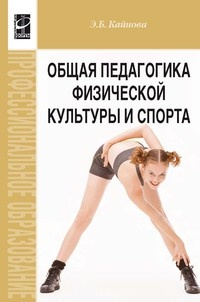 Э.Б. Кайнова
ОБЩАЯ ПЕДАГОГИКА
ФИЗИЧЕСКОЙ
КУЛЬТУРЫ И СПОРТА
ПРОФЕССИОНАЛЬНОЕ ОБРАЗОВАНИЕ